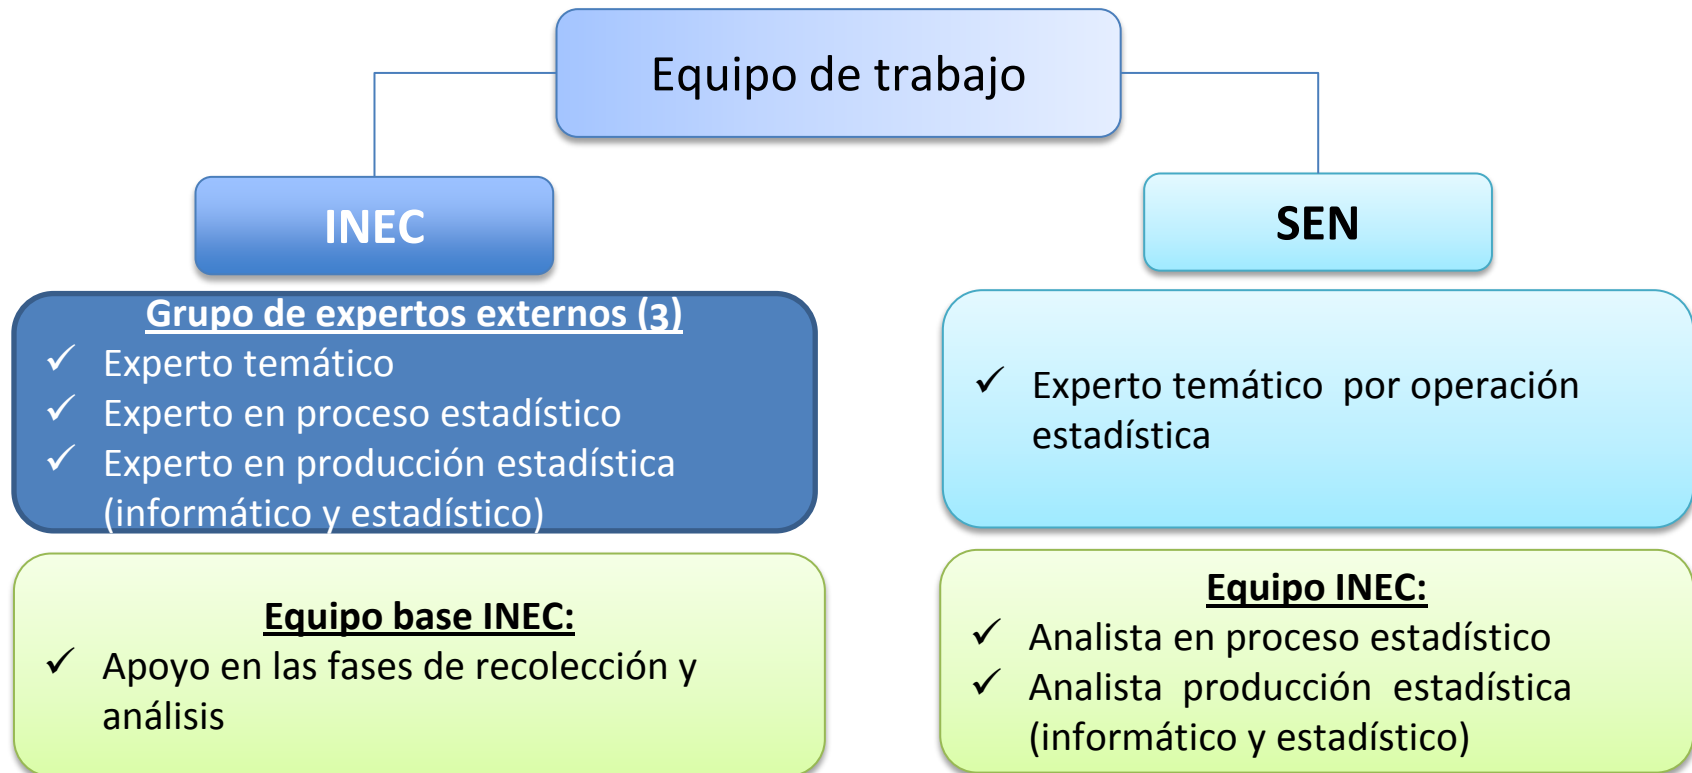 Equipo de trabajo
INEC
SEN
Grupo de expertos externos (3)
✓ Experto temático
✓ Experto en proceso estadístico
✓ Experto en producción estadística
(informático y estadístico)
✓ Experto temático por operación
estadística
Equipo base INEC:
✓ Apoyo en las fases de recolección y
análisis
Equipo INEC:
✓ Analista en proceso estadístico
✓ Analista producción estadística
(informático y estadístico)